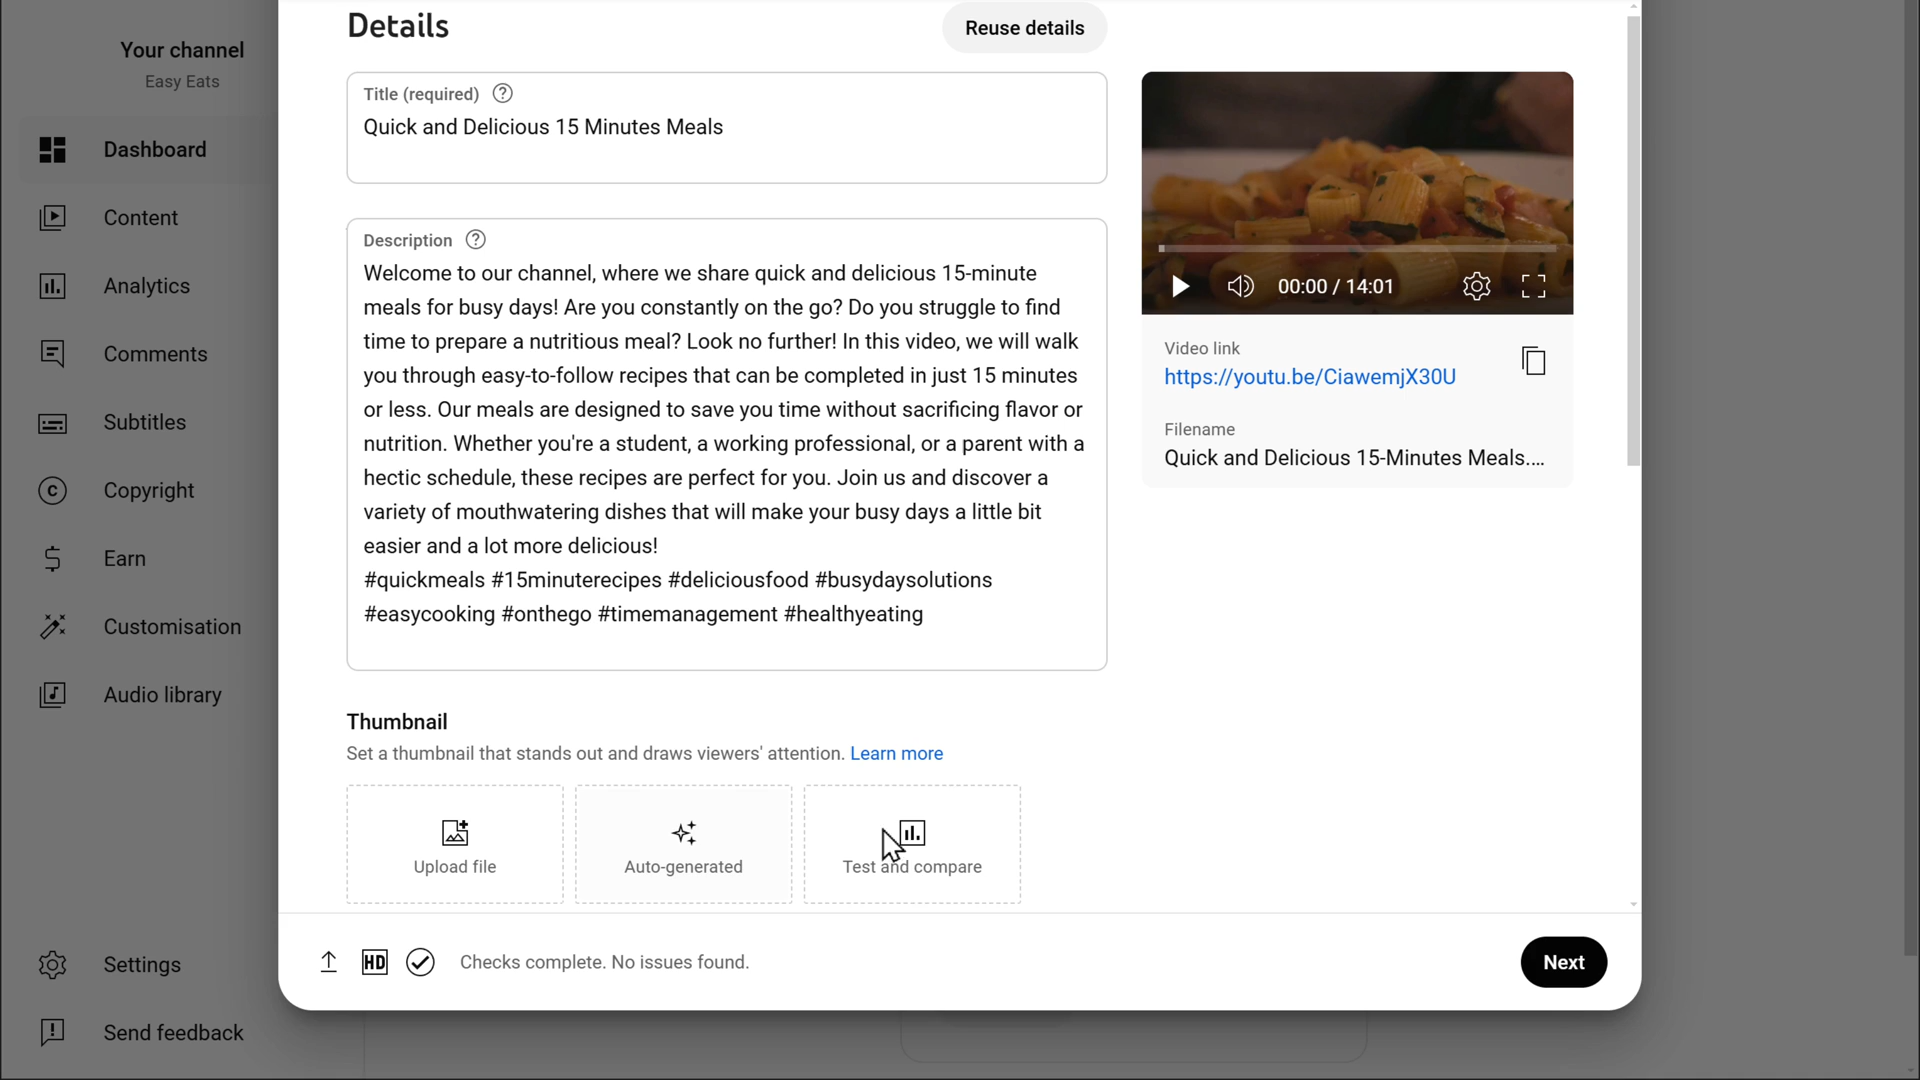 Your channel
Easy Eats
Dashboard
Content
Analytics
Comments
Subtitles
Copyright
Earn
Customisation
Audio library
Settings
Send feedback
Details
Reuse details
Title (required)
Quick and Delicious 15 Minutes Meals
Description
Welcome to our channel, where we share quick and delicious 15-minute
meals for busy days! Are you constantly on the go? Do you struggle to find
time to prepare a nutritious meal? Look no further! In this video, we will walk
you through easy-to-follow recipes that can be completed in just 15 minutes
or less. Our meals are designed to save you time without sacrificing flavor or
nutrition. Whether you're a student, a working professional, or a parent with a
hectic schedule, these recipes are perfect for you. Join us and discover a
variety of mouthwatering dishes that will make your busy days a little bit
easier and a lot more delicious!
#quickmeals #15minuterecipes #deliciousfood #busydaysolutions
#easycooking #onthego #timemanagement #healthyeating
Thumbnail
Set a thumbnail that stands out and draws viewers' attention. Learn more
Upload file
Auto-generated
Test and compare
00:00 / 14:01
Video link
https://youtu.be/CiawemjX30U
Filename
Quick and Delicious 15-Minutes Meals....
HD
Checks complete. No issues found.
Next